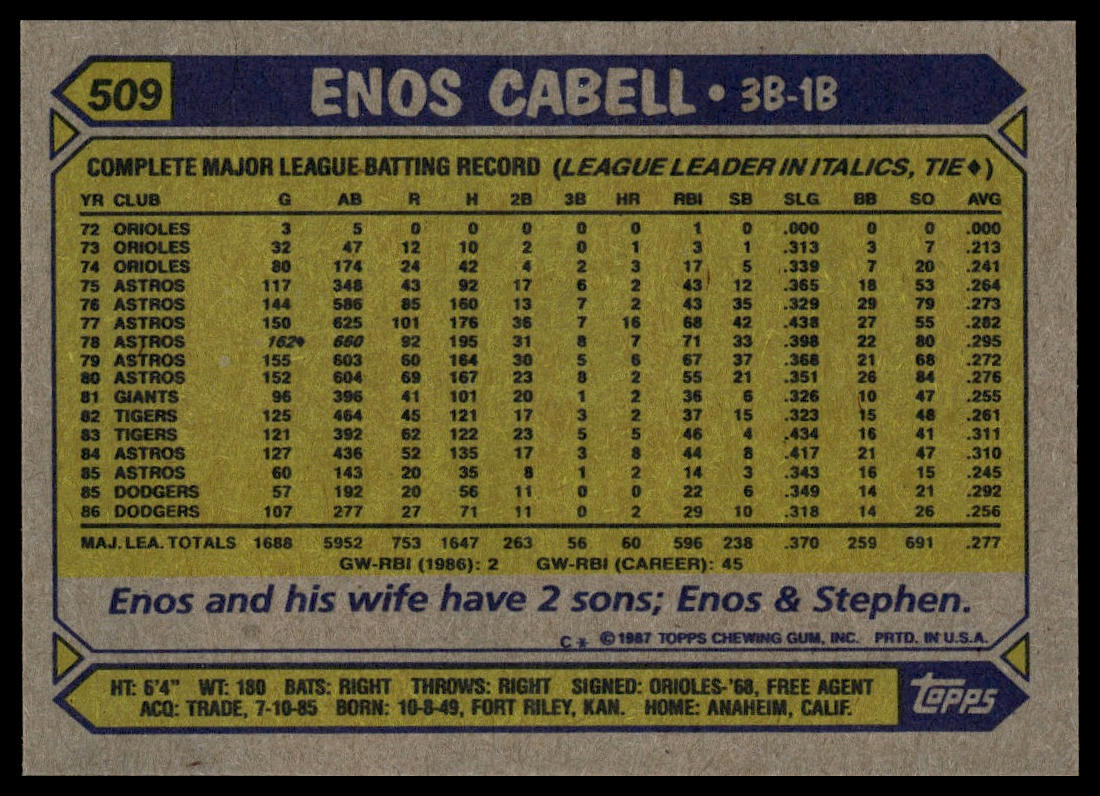 509 ENOS CABELL • 3B-1B
COMPLETE MAJOR LEAGUE BATTING RECORD (LEAGUE LEADER IN ITALICS, TIE♦)
YR CLUB G AB R H 2B 3B HR RBI SB SLG BB SO AVG
72 ORIOLES 3 5 0 0 0 0 0 1 0 .000 0 0 .000
73 ORIOLES 32 47 12 10 2 0 1 3 1 .313 3 7 .213
74 ORIOLES 80 174 24 42 4 2 3 17 5 .339 7 20 .241
75 ASTROS 117 348 43 92 17 6 2 43 12 .365 18 53 .264
76 ASTROS 144 586 85 160 13 7 2 43 35 .329 29 79 .273
77 ASTROS 150 625 101 176 36 7 16 68 42 .438 27 55 .282
78 ASTROS 162♦ 660 92 195 31 8 7 71 33 .398 22 80 .295
79 ASTROS 155 603 60 164 30 5 6 67 37 .368 21 68 .272
80 ASTROS 152 604 69 167 23 8 2 55 21 .351 26 84 .276
81 GIANTS 96 396 41 101 20 1 2 36 6 .326 10 47 .255
82 TIGERS 125 464 45 121 17 3 2 37 15 .323 15 48 .261
83 TIGERS 121 392 62 122 23 5 5 46 4 .434 16 41 .311
84 ASTROS 127 436 52 135 17 3 8 44 8 .417 21 47 .310
85 ASTROS 60 143 20 35 8 1 2 14 3 .343 16 15 .245
85 DODGERS 57 192 20 56 11 0 0 22 6 .349 14 21 .292
86 DODGERS 107 277 27 71 11 0 2 29 10 .318 14 26 .256
MAJ. LEA. TOTALS 1688 5952 753 1647 263 56 60 596 238 .370 259 691 .277
GW-RBI (1986): 2 GW-RBI (CAREER): 45
Enos and his wife have 2 sons; Enos & Stephen.
C* ©1987 TOPPS CHEWING GUM, INC. PRTD. IN U.S.A.
HT: 6'4" WT: 180 BATS: RIGHT THROWS: RIGHT SIGNED: ORIOLES-'68, FREE AGENT
ACQ: TRADE, 7-10-85 BORN: 10-8-49, FORT RILEY, KAN. HOME: ANAHEIM, CALIF.
topps